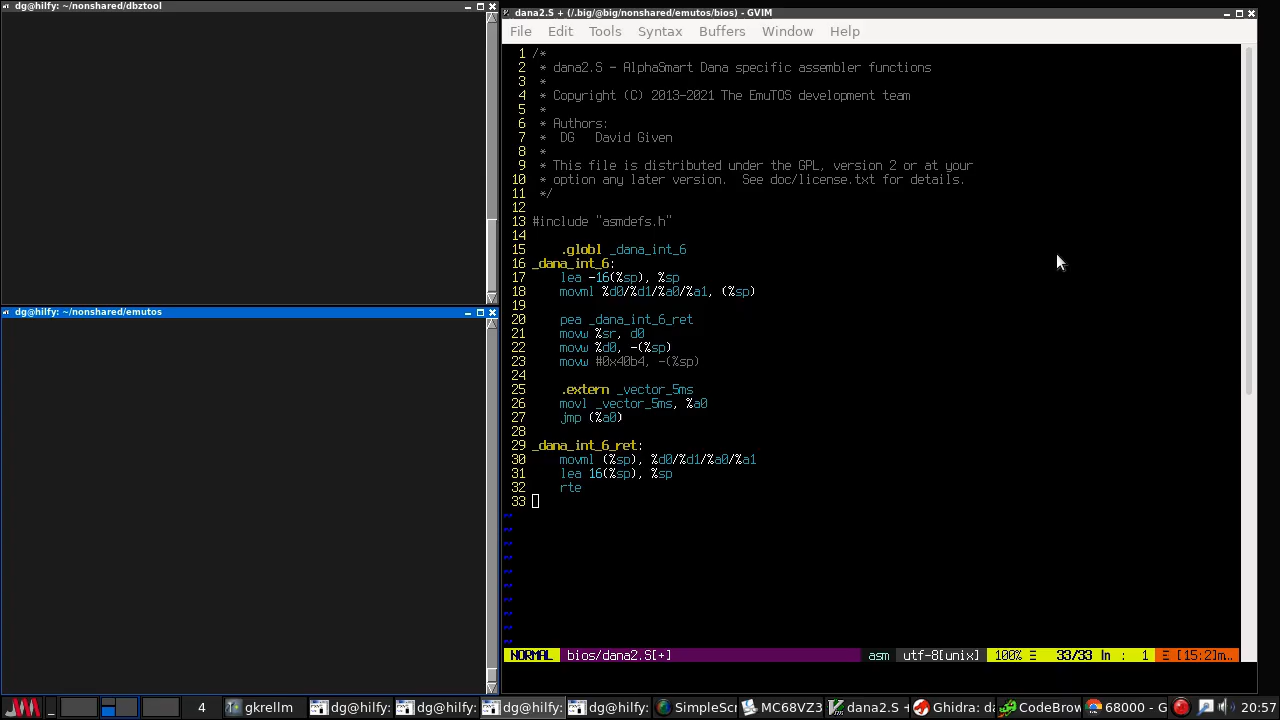 dg@hilfy: ~/nonshared/dbztool
dg@hilfy: ~/nonshared/emutos
dana2.S + (/.big/@big/nonshared/emutos/bios) - GVIM
File Edit Tools Syntax Buffers Window Help
1 /*
2  * dana2.S - AlphaSmart Dana specific assembler functions
3  *
4  * Copyright (C) 2013-2021 The EmuTOS development team
5  *
6  * Authors:
7  *  DG   David Given
8  *
9  * This file is distributed under the GPL, version 2 or at your
10  * option any later version.  See doc/license.txt for details.
11  */
12
13 #include "asmdefs.h"
14
15     .globl _dana_int_6
16 _dana_int_6:
17     lea -16(%sp), %sp
18     movml %d0/%d1/%a0/%a1, (%sp)
19
20     pea _dana_int_6_ret
21     movw %sr, d0
22     movw %d0, -(%sp)
23     movw #0x40b4, -(%sp)
24
25     .extern _vector_5ms
26     movl _vector_5ms, %a0
27     jmp (%a0)
28
29 _dana_int_6_ret:
30     movml (%sp), %d0/%d1/%a0/%a1
31     lea 16(%sp), %sp
32     rte
33
~
~
~
~
~
~
~
~
~
~
NORMAL bios/dana2.S[+] asm utf-8[unix] 100% Ξ 33/33 ln : 1 Ξ [15:2]m…
4 gkrellm dg@hilfy: dg@hilfy: dg@hilfy: dg@hilfy: SimpleScr MC68VZ3 dana2.S + Ghidra: da CodeBrow 68000 - G 20:57